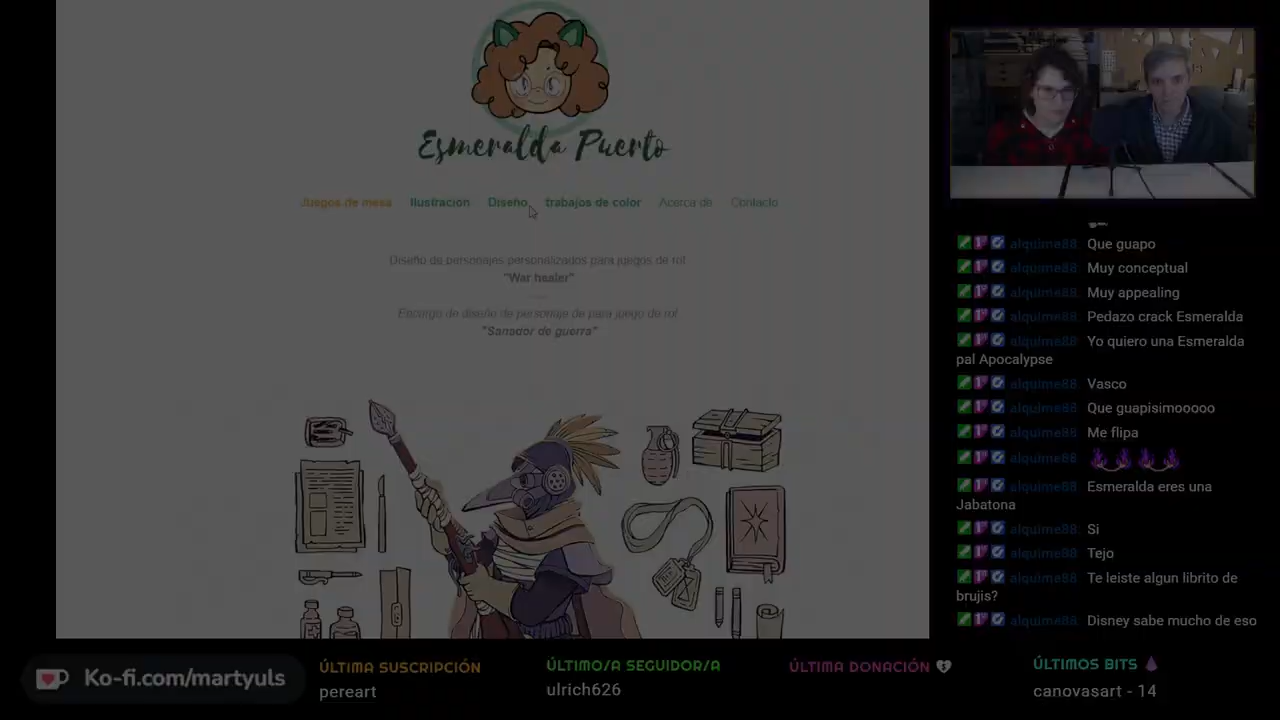 Esmeralda Puerto
Juegos de mesa Ilustración Diseño trabajos de color Acerca de Contacto
Diseño de personajes personalizados para juegos de rol
"War healer"
Encargo de diseño de personaje de para juego de rol
"Sanador de guerra"
alquime88: Que guapo
alquime88: Muy conceptual
alquime88: Muy appealing
alquime88: Pedazo crack Esmeralda
alquime88: Yo quiero una Esmeralda
pal Apocalypse
alquime88: Vasco
alquime88: Que guapisimooooo
alquime88: Me flipa
alquime88:
alquime88: Esmeralda eres una
Jabatona
alquime88: Si
alquime88: Tejo
alquime88: Te leiste algun librito de
brujis?
alquime88: Disney sabe mucho de eso
Ko-fi.com/martyuls
ÚLTIMA SUSCRIPCIÓN
pereart
ÚLTIMO/A SEGUIDOR/A
ulrich626
ÚLTIMA DONACIÓN
ÚLTIMOS BITS
canovasart - 14